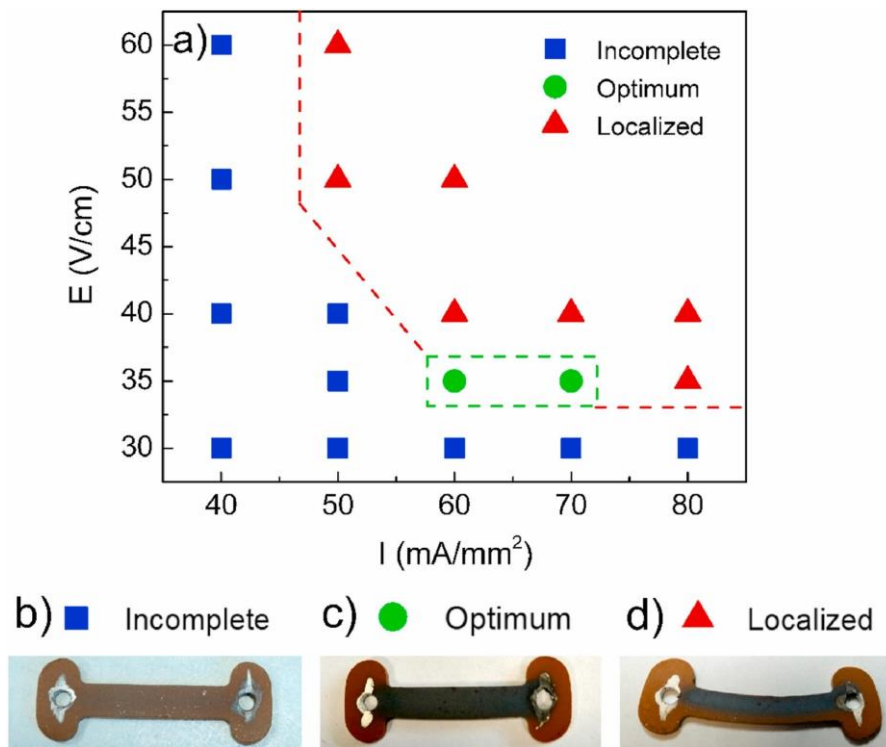 a)
Incomplete
Optimum
Localized
60
55
50
45
40
35
30
E (V/cm)
40 50 60 70 80
I (mA/mm²)
b) Incomplete c) Optimum d) Localized